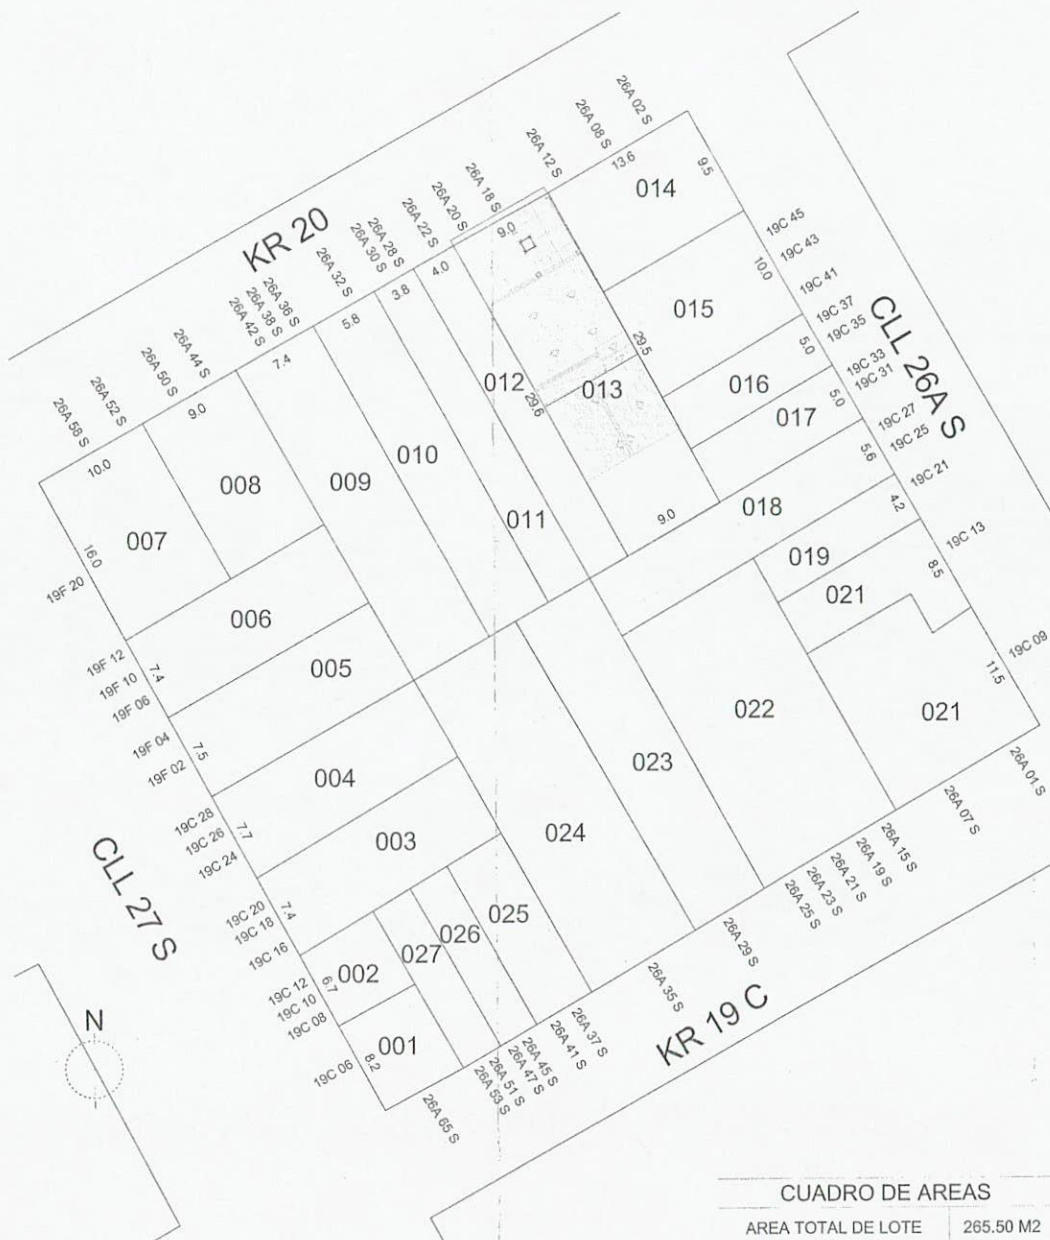 KR 20
26A 58 S
26A 52 S
26A 50 S
26A 44 S
26A 42 S
26A 38 S
26A 36 S
26A 32 S
26A 30 S
26A 28 S
26A 22 S
26A 20 S
26A 18 S
26A 12 S
26A 08 S
26A 02 S
10.0
9.0
7.4
5.8
3.8
4.0
9.0
13.6
9.5
10.0
5.0
5.0
5.6
4.2
8.5
11.5
CLL 26A S
19C 45
19C 43
19C 41
19C 37
19C 35
19C 33
19C 31
19C 27
19C 25
19C 21
19C 13
19C 09
014
015
016
017
018
019
021
021
022
023
024
025
026
027
013
012
011
010
009
008
007
006
005
004
003
002
001
29.5
29.6
9.0
16.0
7.4
7.5
7.7
7.4
6.7
8.2
19F 20
19F 12
19F 10
19F 06
19F 04
19F 02
19C 28
19C 26
19C 24
19C 20
19C 18
19C 16
19C 12
19C 10
19C 08
19C 06
CLL 27 S
26A 65 S
26A 53 S
26A 51 S
26A 47 S
26A 45 S
26A 41 S
26A 37 S
26A 35 S
26A 29 S
26A 25 S
26A 23 S
26A 21 S
26A 19 S
26A 15 S
26A 07 S
26A 01 S
KR 19 C
N
CUADRO DE AREAS
AREA TOTAL DE LOTE 265.50 M2